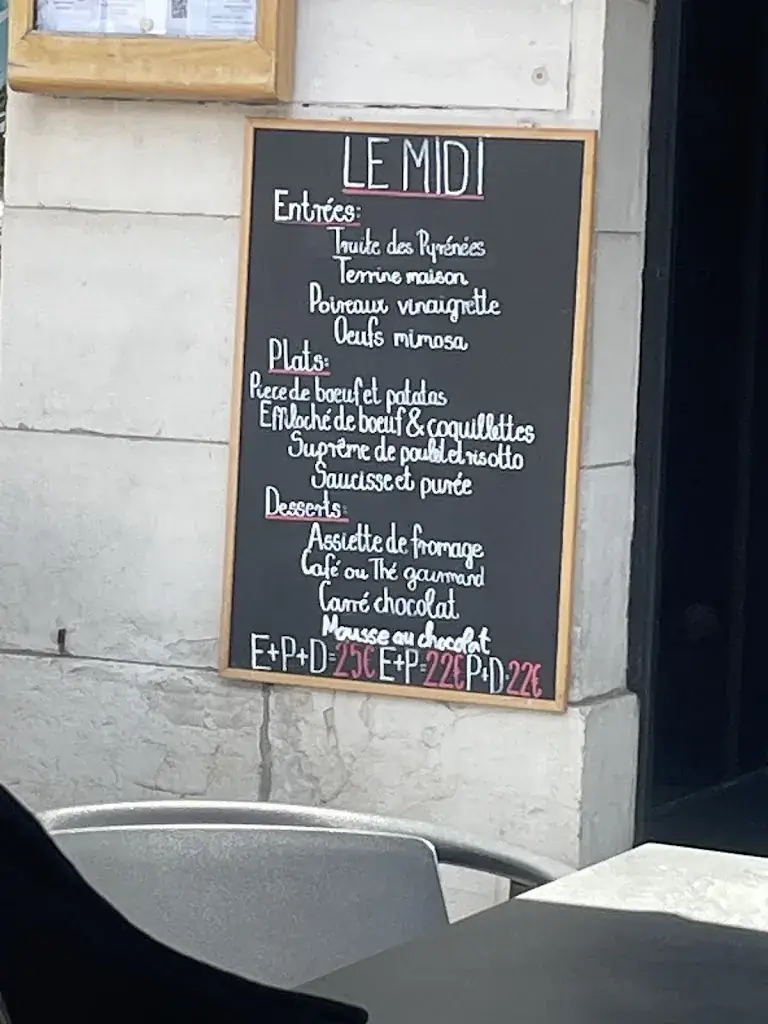 LE MIDI
Entrées:
Truite des Pyrénées
Terrine maison
Poireaux vinaigrette
Oeufs mimosa
Plats:
Piece de boeuf et patatas
Effiloché de boeuf & coquillettes
Suprême de poulet et risotto
Saucisse et purée
Desserts:
Assiette de fromage
Café ou Thé gourmand
Carré chocolat
Mousse au chocolat
E+P+D=25€ E+P=22€ P+D=22€